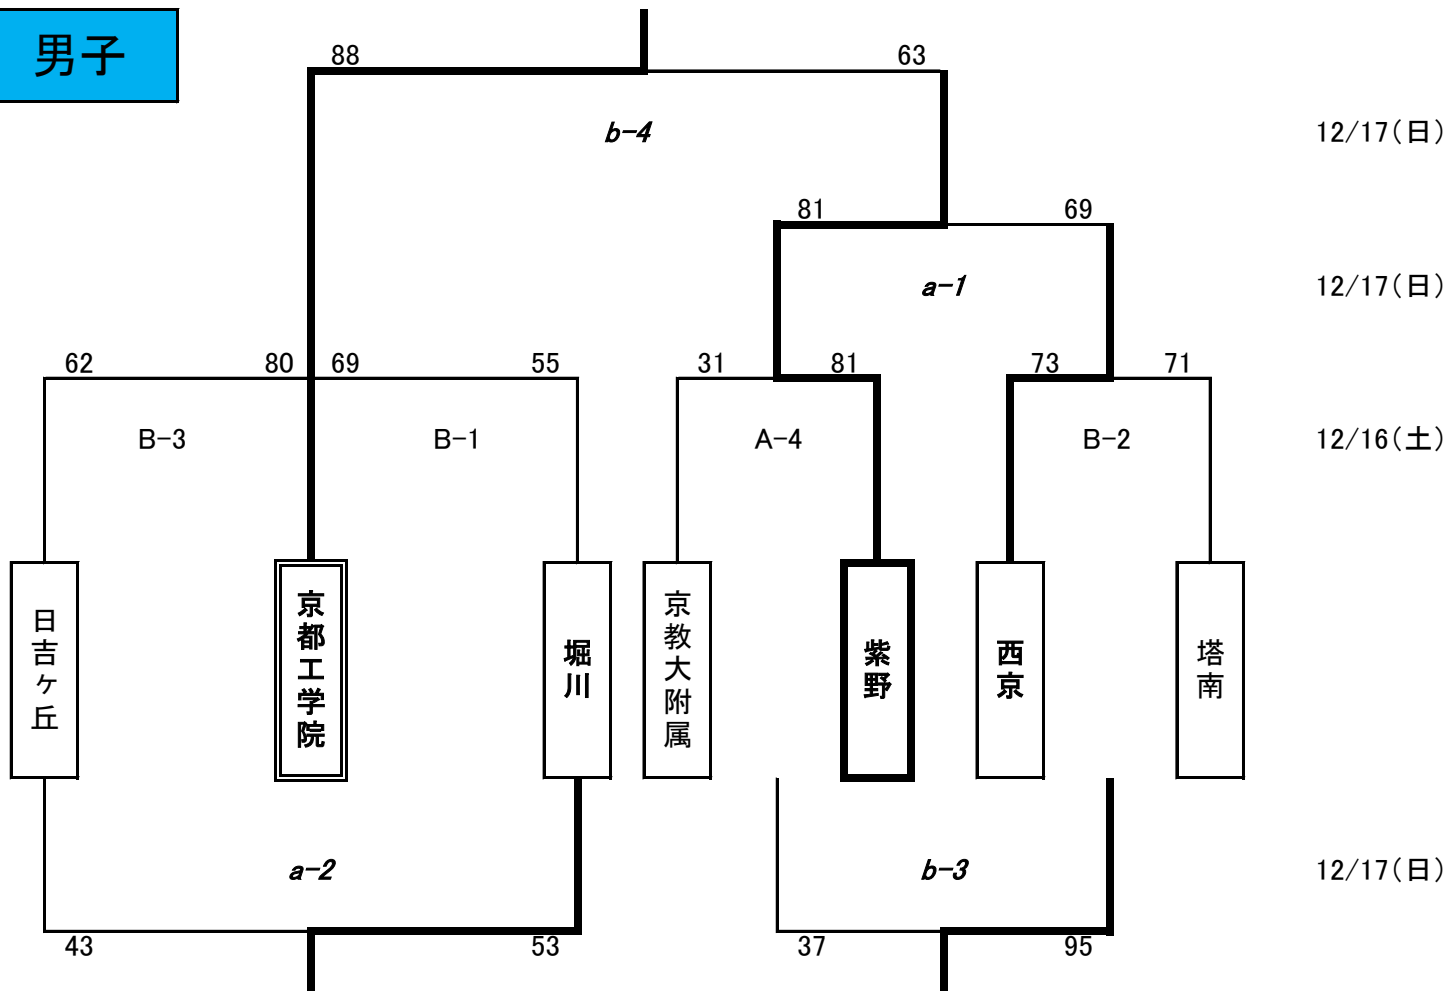 男子
88 63
b-4 12/17(日)
81 69
a-1 12/17(日)
62 80 69 55 31 81 73 71
B-3 B-1 A-4 B-2 12/16(土)
日吉ヶ丘
京都工学院
堀川
京教大附属
紫野
西京
塔南
a-2 b-3 12/17(日)
43 53 37 95